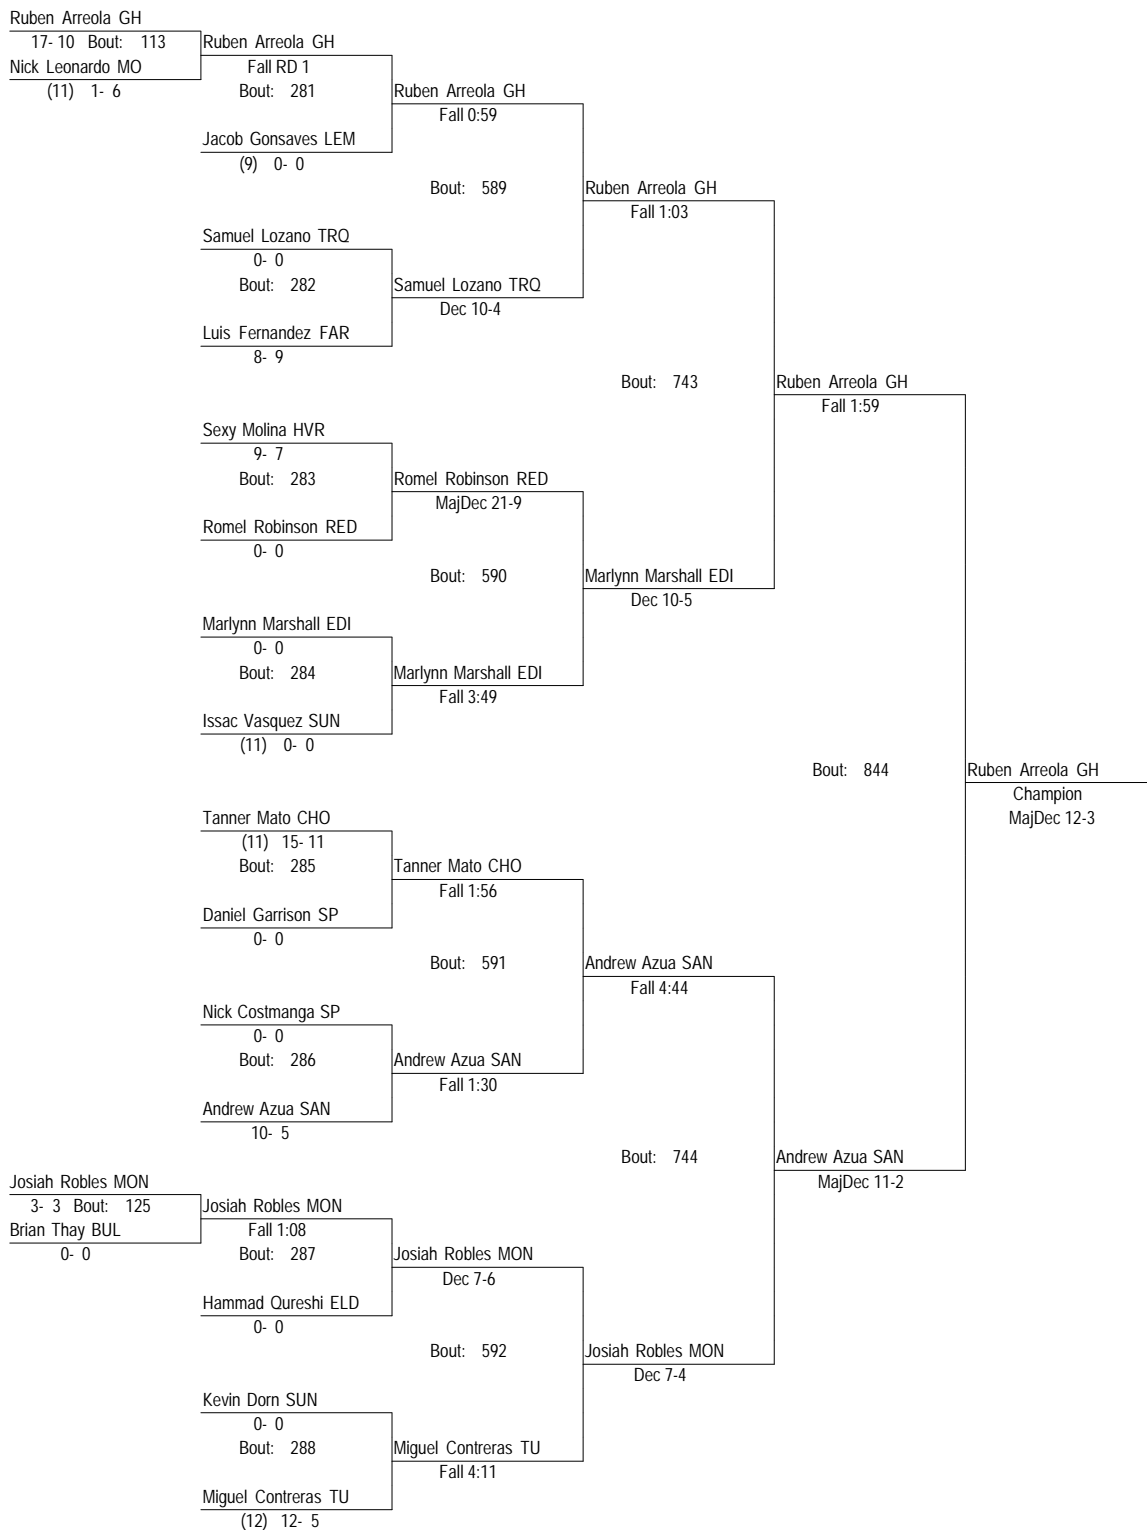 Ruben Arreola GH
17- 10 Bout: 113
Ruben Arreola GH
Nick Leonardo MO
Fall RD 1
(11) 1- 6
Bout: 281
Ruben Arreola GH
Fall 0:59
Jacob Gonsaves LEM
(9) 0- 0
Bout: 589
Ruben Arreola GH
Fall 1:03
Samuel Lozano TRQ
0- 0
Bout: 282
Samuel Lozano TRQ
Dec 10-4
Luis Fernandez FAR
8- 9
Bout: 743
Ruben Arreola GH
Fall 1:59
Sexy Molina HVR
9- 7
Bout: 283
Romel Robinson RED
MajDec 21-9
Romel Robinson RED
0- 0
Bout: 590
Marlynn Marshall EDI
Dec 10-5
Marlynn Marshall EDI
0- 0
Bout: 284
Marlynn Marshall EDI
Fall 3:49
Issac Vasquez SUN
(11) 0- 0
Bout: 844
Ruben Arreola GH
Champion
MajDec 12-3
Tanner Mato CHO
(11) 15- 11
Bout: 285
Tanner Mato CHO
Fall 1:56
Daniel Garrison SP
0- 0
Bout: 591
Andrew Azua SAN
Fall 4:44
Nick Costmanga SP
0- 0
Bout: 286
Andrew Azua SAN
Fall 1:30
Andrew Azua SAN
10- 5
Bout: 744
Andrew Azua SAN
MajDec 11-2
Josiah Robles MON
3- 3 Bout: 125
Josiah Robles MON
Brian Thay BUL
Fall 1:08
0- 0
Bout: 287
Josiah Robles MON
Dec 7-6
Hammad Qureshi ELD
0- 0
Bout: 592
Josiah Robles MON
Dec 7-4
Kevin Dorn SUN
0- 0
Bout: 288
Miguel Contreras TU
Fall 4:11
Miguel Contreras TU
(12) 12- 5